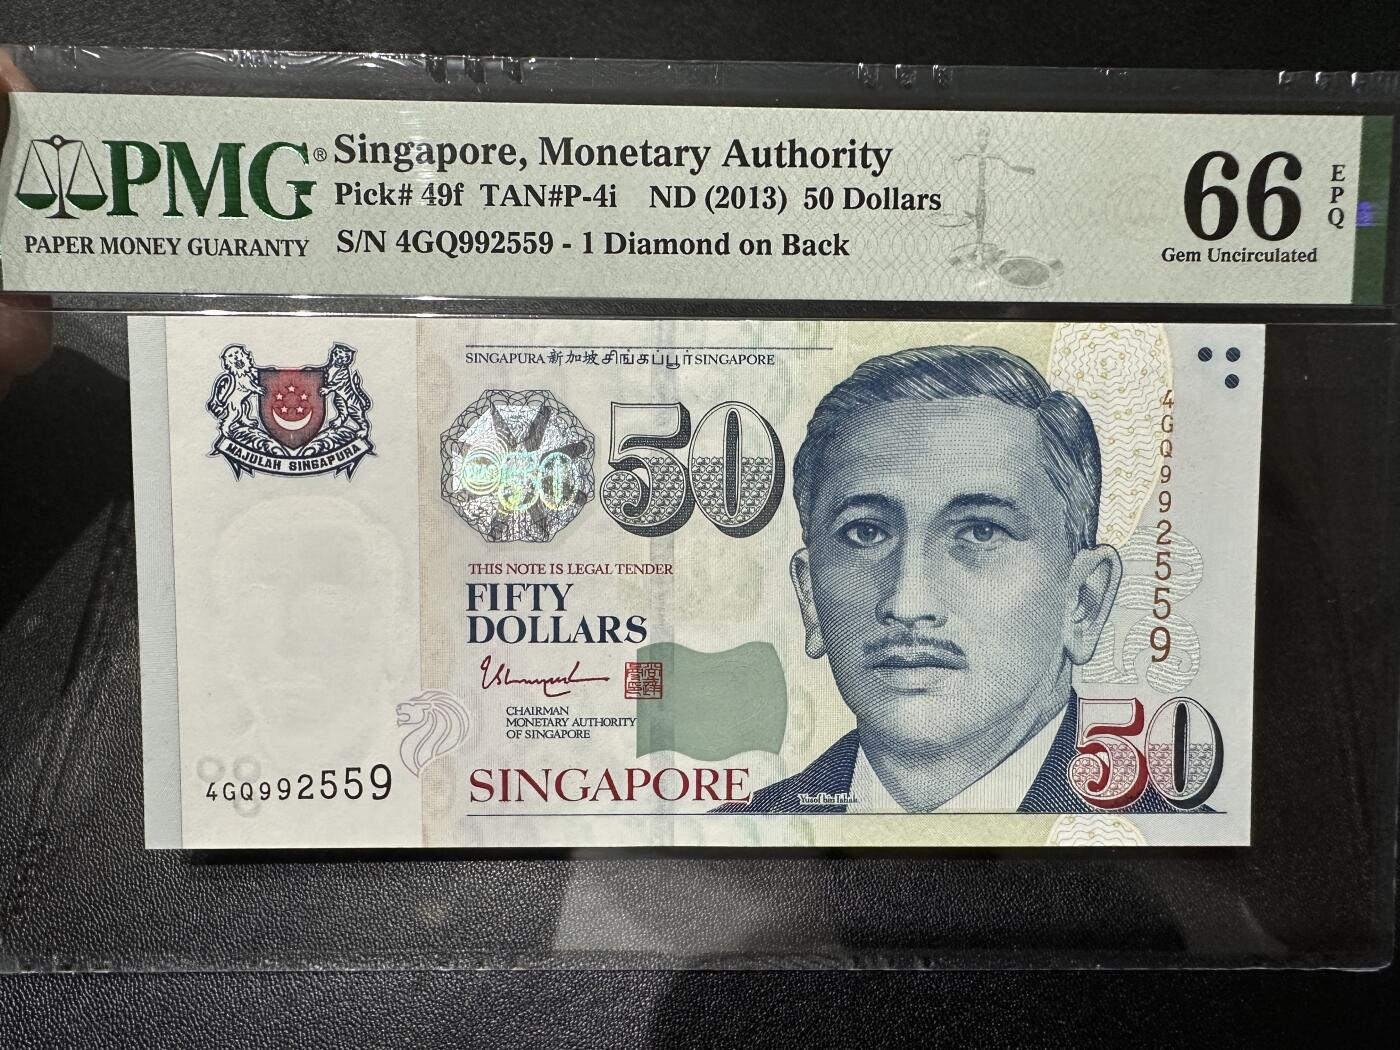 PMG®
PAPER MONEY GUARANTY
Singapore, Monetary Authority
Pick# 49f TAN#P-4i ND (2013) 50 Dollars
S/N 4GQ992559 - 1 Diamond on Back
66
EPQ
Gem Uncirculated
SINGAPURA 新加坡 சிங்கப்பூர் SINGAPORE
MAJULAH SINGAPURA
50
50
4GQ992559
THIS NOTE IS LEGAL TENDER
FIFTY
DOLLARS
CHAIRMAN
MONETARY AUTHORITY
OF SINGAPORE
4GQ992559
SINGAPORE
Yusof bin Ishak
50